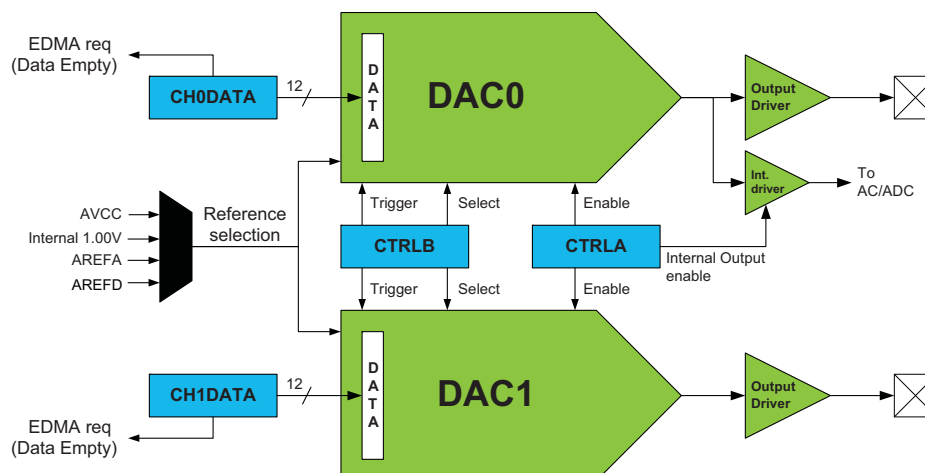 EDMA req
(Data Empty)
CH0DATA
12
D
A
T
A
DAC0
Output
Driver
Int.
driver
To
AC/ADC
AVCC
Internal 1.00V
AREFA
AREFD
Reference
selection
Trigger
Select
Enable
CTRLB
CTRLA
Internal Output
enable
Trigger
Select
Enable
CH1DATA
12
D
A
T
A
DAC1
Output
Driver
EDMA req
(Data Empty)